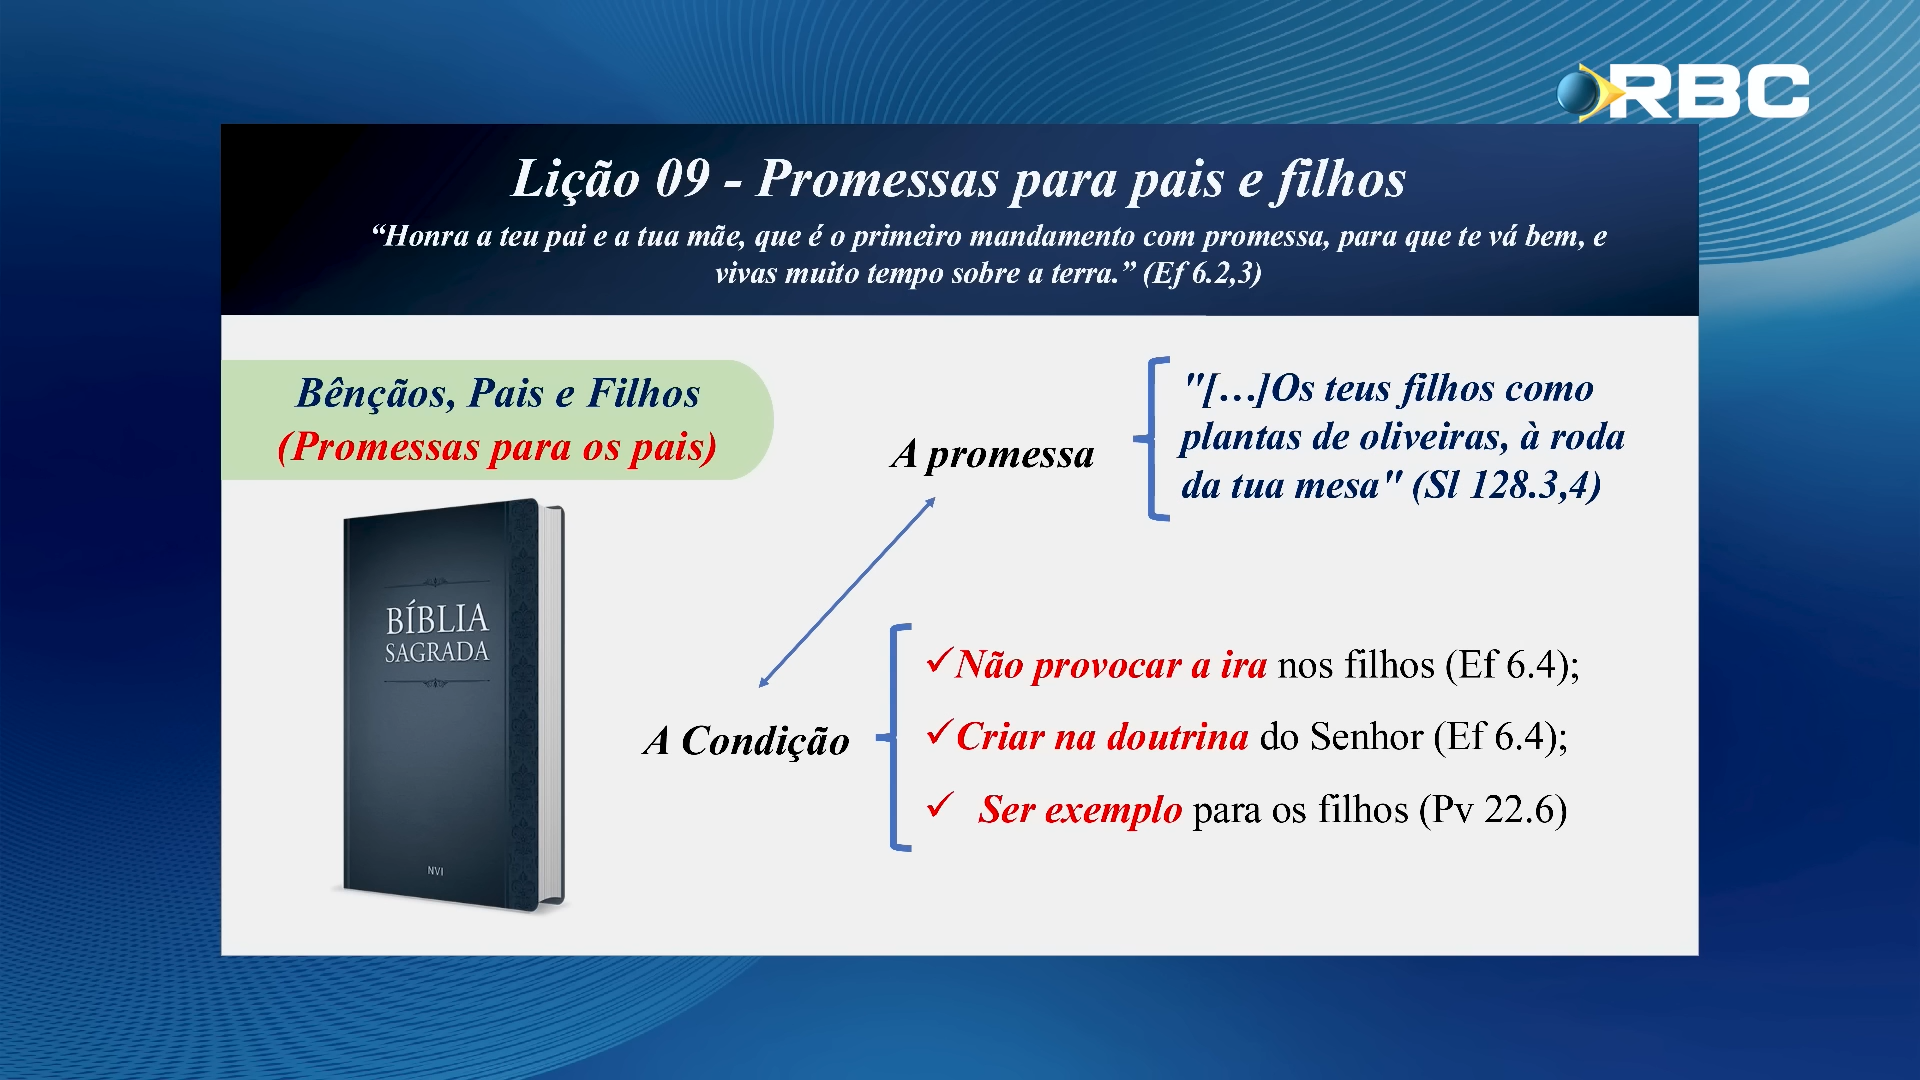 RBC
Lição 09 - Promessas para pais e filhos
“Honra a teu pai e a tua mãe, que é o primeiro mandamento com promessa, para que te vá bem, e
vivas muito tempo sobre a terra.” (Ef 6.2,3)
Bênçãos, Pais e Filhos
(Promessas para os pais)
A promessa
"[…]Os teus filhos como
plantas de oliveiras, à roda
da tua mesa" (Sl 128.3,4)
BÍBLIA
SAGRADA
NVI
A Condição
✓Não provocar a ira nos filhos (Ef 6.4);
✓Criar na doutrina do Senhor (Ef 6.4);
✓ Ser exemplo para os filhos (Pv 22.6)